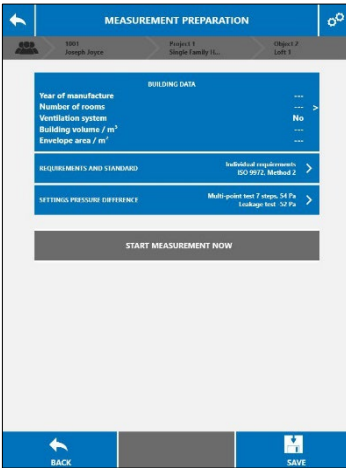 MEASUREMENT PREPARATION
1001 Project 1 Object 2
Joseph Joyce Single Family H... Loft 1
BUILDING DATA
Year of manufacture ---
Number of rooms --- >
Ventilation system No
Building volume / m³ ---
Envelope area / m² ---
REQUIREMENTS AND STANDARD Individual requirements >
ISO 9972, Method 2
SETTINGS PRESSURE DIFFERENCE Multi-point test 7 steps, 54 Pa >
Leakage test -52 Pa
START MEASUREMENT NOW
BACK SAVE